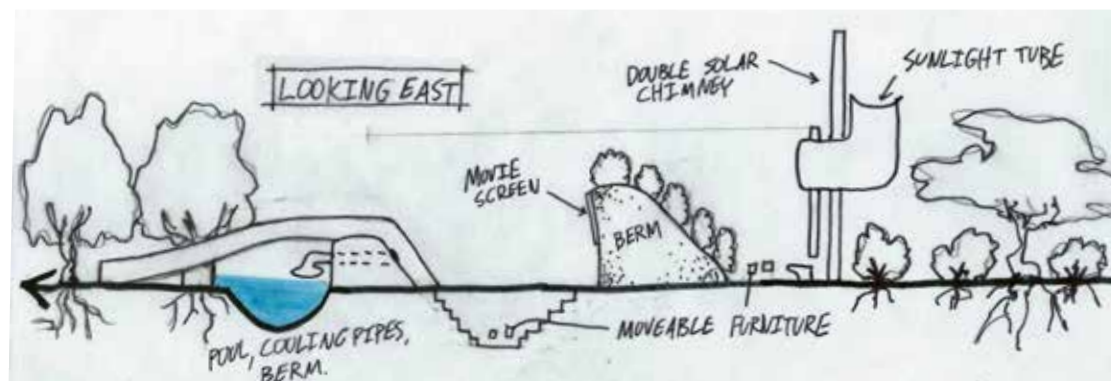 LOOKING EAST
DOUBLE SOLAR
CHIMNEY
SUNLIGHT TUBE
MOVIE
SCREEN
BERM
POOL, COOLING PIPES,
BERM.
MOVEABLE FURNITURE